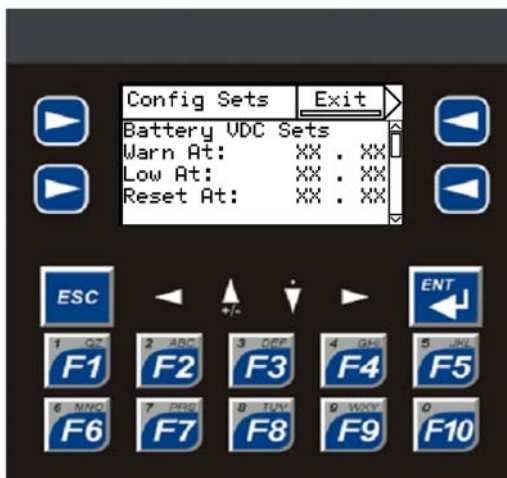 Config Sets Exit
Battery VDC Sets
Warn At: XX . XX
Low At: XX . XX
Reset At: XX . XX
ESC +/- . ENT
1 QZ 2 ABC 3 DEF 4 GHI 5 JKL
F1 F2 F3 F4 F5
6 MNO 7 PRS 8 TUV 9 WXY 0
F6 F7 F8 F9 F10